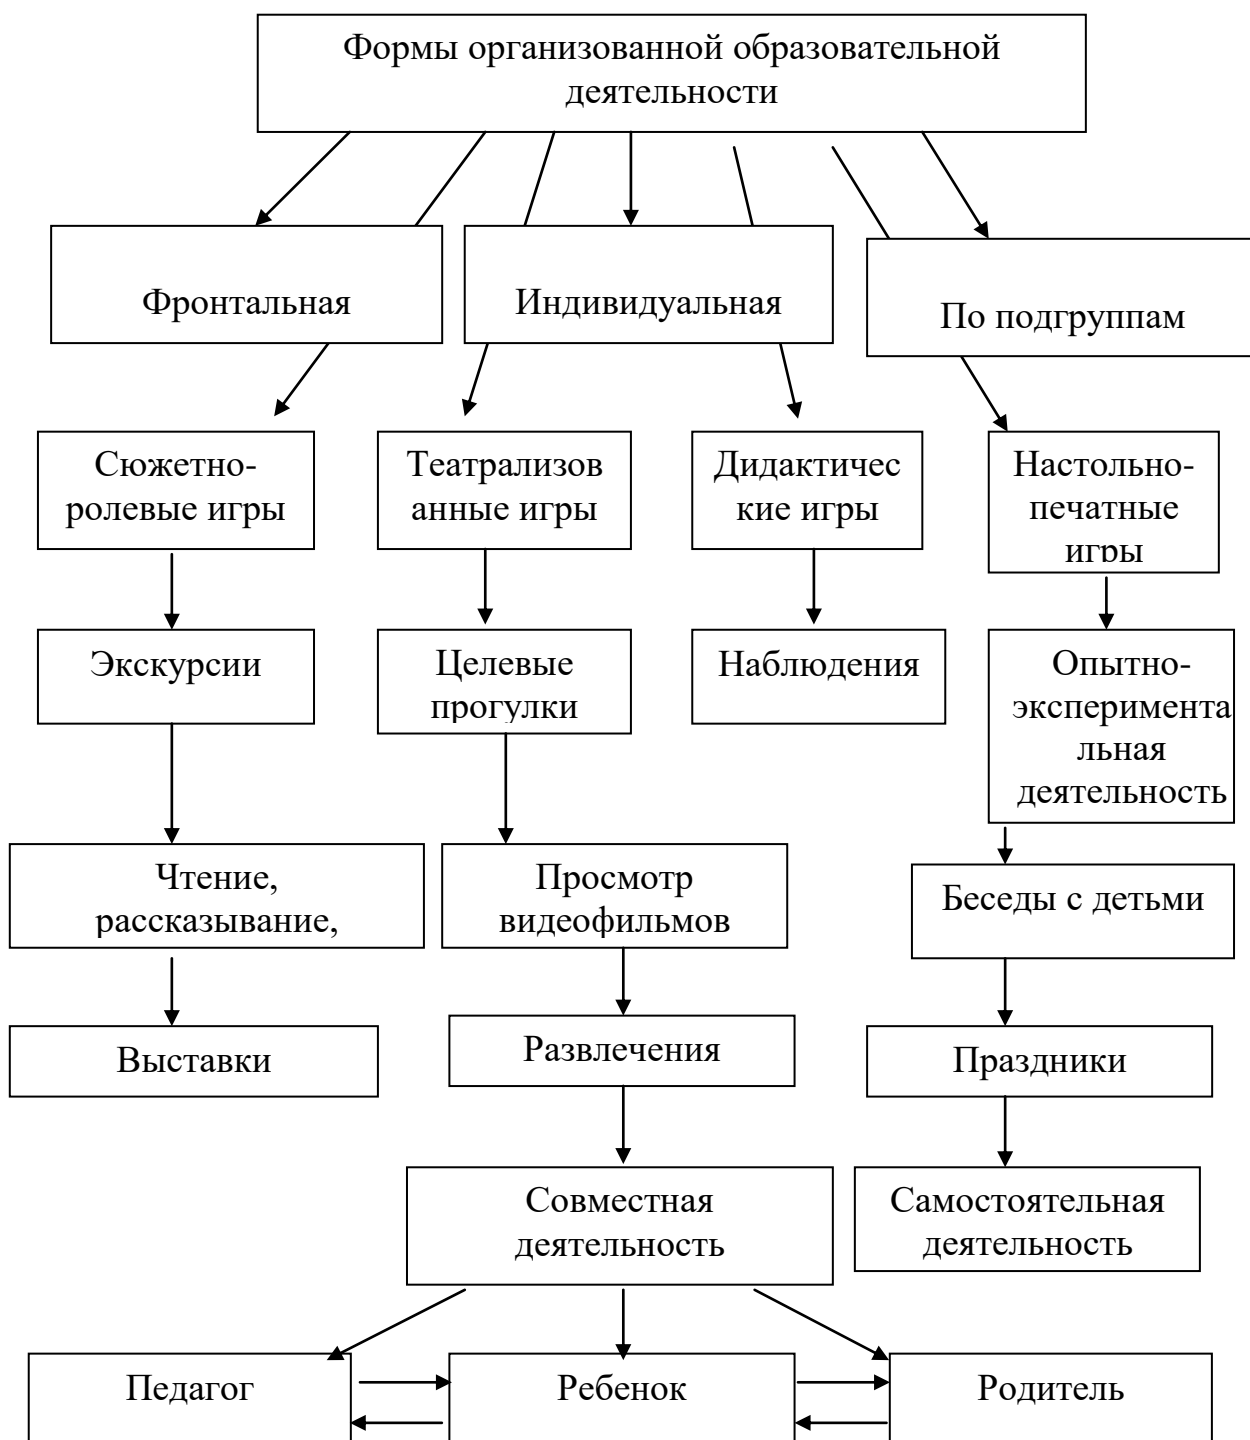 Формы организованной образовательной
деятельности
Фронтальная
Индивидуальная
По подгруппам
Сюжетно-
ролевые игры
Театрализов
анные игры
Дидактичес
кие игры
Настольно-
печатные
игры
Экскурсии
Целевые
прогулки
Наблюдения
Опытно-
эксперимента
льная
деятельность
Чтение,
рассказывание,
Просмотр
видеофильмов
Беседы с детьми
Выставки
Развлечения
Праздники
Совместная
деятельность
Самостоятельная
деятельность
Педагог
Ребенок
Родитель